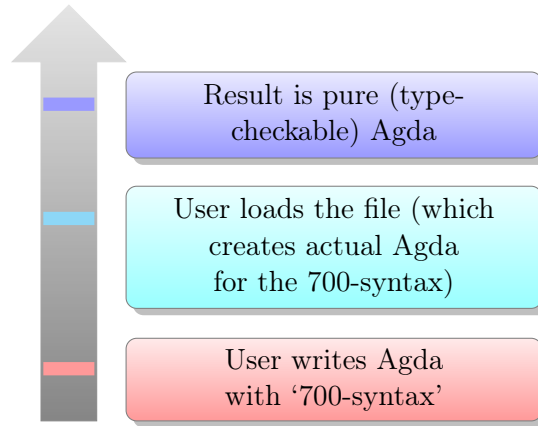 Result is pure (type-
checkable) Agda
User loads the file (which
creates actual Agda
for the 700-syntax)
User writes Agda
with ‘700-syntax’